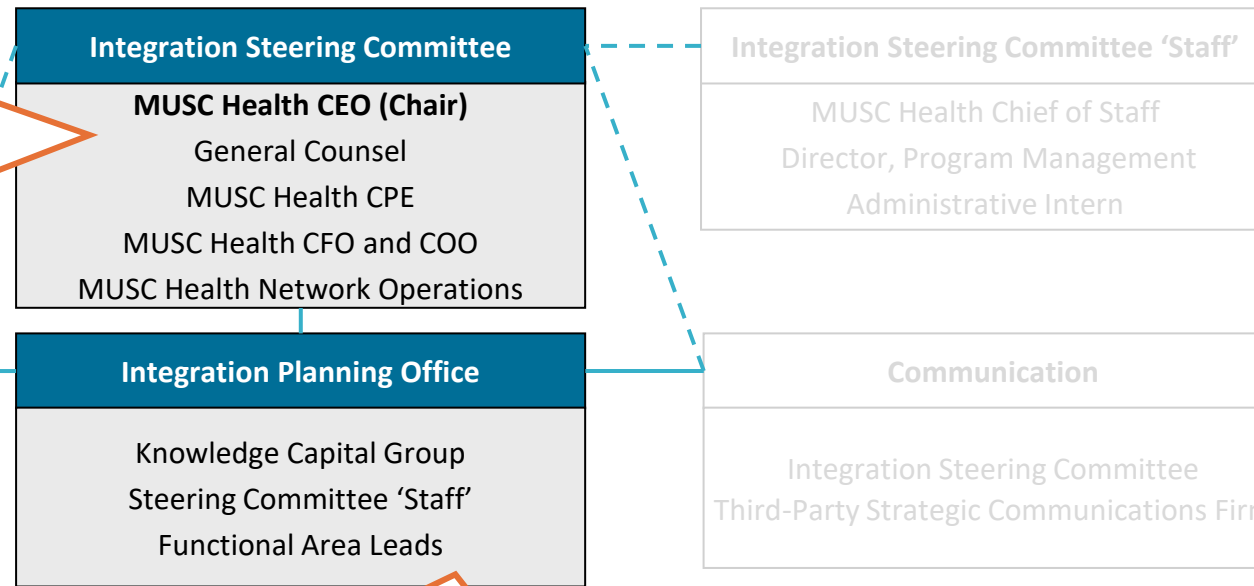 Integration Steering Committee
MUSC Health CEO (Chair)
General Counsel
MUSC Health CPE
MUSC Health CFO and COO
MUSC Health Network Operations
Integration Steering Committee ‘Staff’
MUSC Health Chief of Staff
Director, Program Management
Administrative Intern
Integration Planning Office
Knowledge Capital Group
Steering Committee ‘Staff’
Functional Area Leads
Communication
Integration Steering Committee
Third-Party Strategic Communications Fir